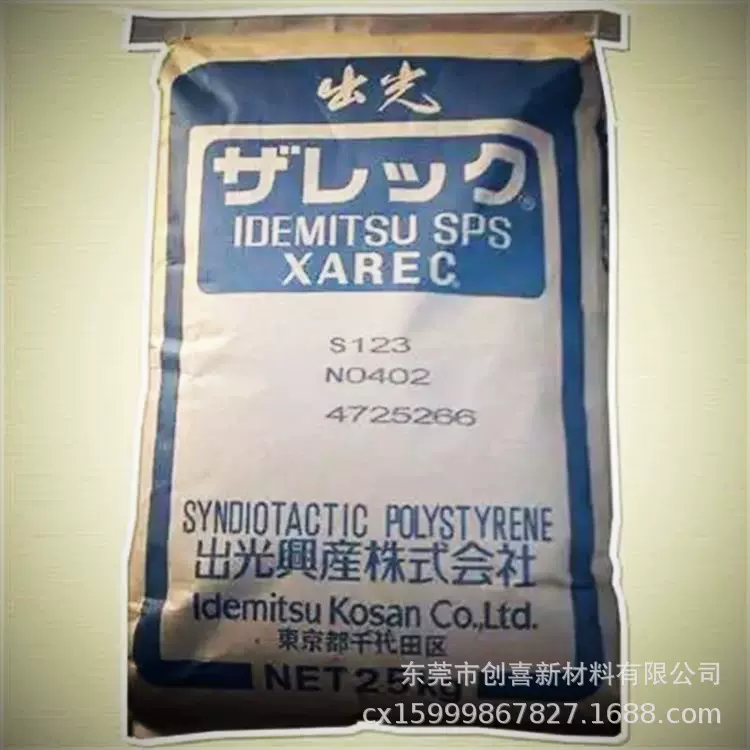 出光
ザレック®
IDEMITSU SPS
XAREC®
S123
N0402
4725266
SYNDIOTACTIC POLYSTYRENE
出光興産株式会社
Idemitsu Kosan Co.,Ltd.
東京都千代田区
NET 25kg
东莞市创喜新材料有限公司
cx15999867827.1688.com